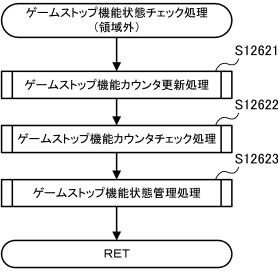 ゲームストップ機能状態チェック処理
（領域外）
S12621
ゲームストップ機能カウンタ更新処理
S12622
ゲームストップ機能カウンタチェック処理
S12623
ゲームストップ機能状態管理処理
RET